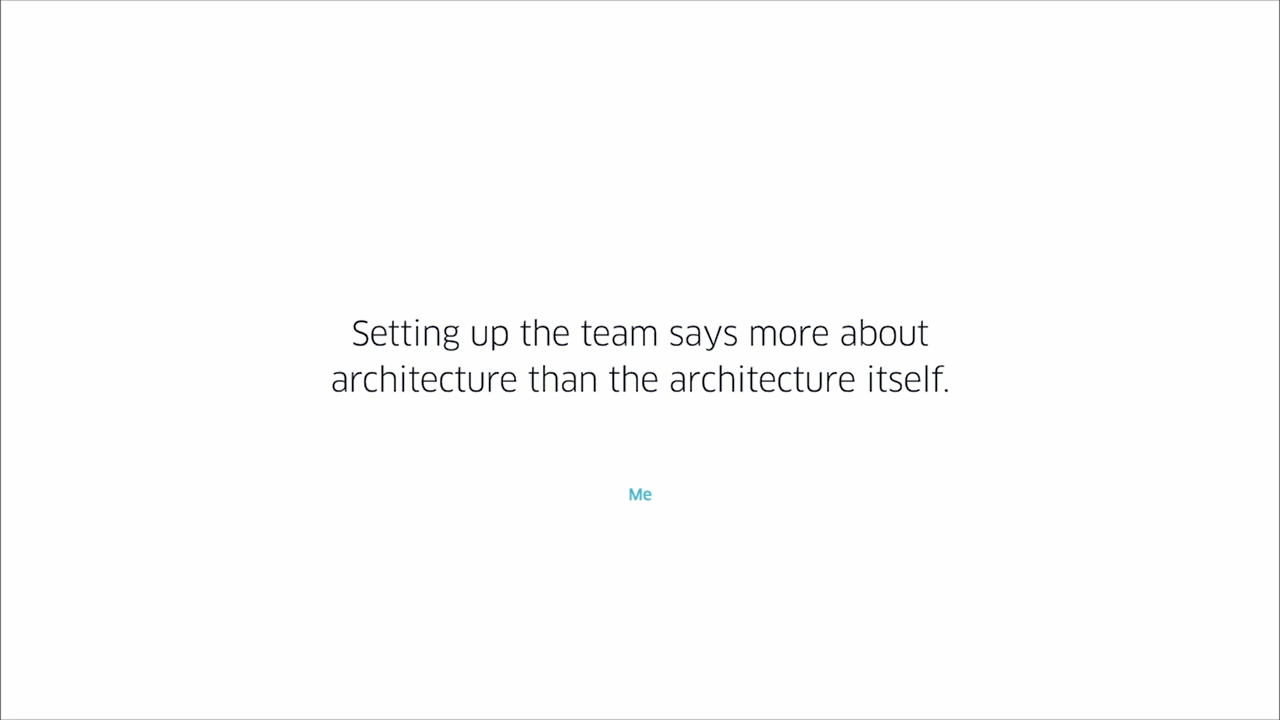 Setting up the team says more about
architecture than the architecture itself.
Me